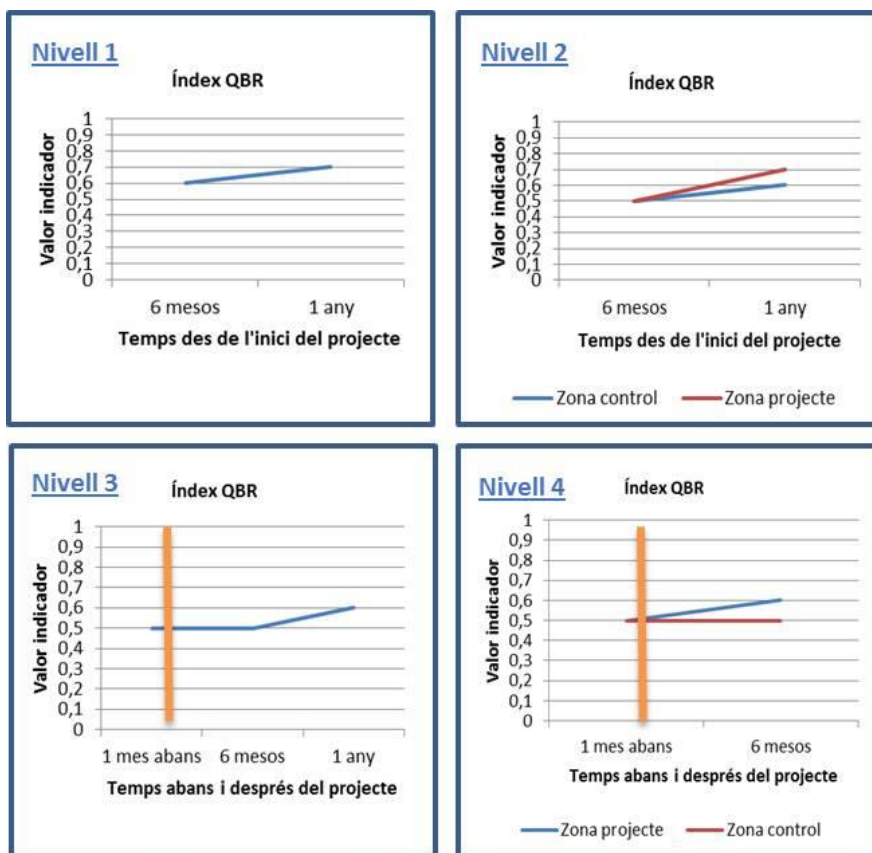 Nivell 1
Índex QBR
Valor indicador
1
0,9
0,8
0,7
0,6
0,5
0,4
0,3
0,2
0,1
0
6 mesos 1 any
Temps des de l'inici del projecte
Nivell 2
Índex QBR
Valor indicador
1
0,9
0,8
0,7
0,6
0,5
0,4
0,3
0,2
0,1
0
6 mesos 1 any
Temps des de l'inici del projecte
Zona control Zona projecte
Nivell 3
Índex QBR
Valor indicador
1
0,9
0,8
0,7
0,6
0,5
0,4
0,3
0,2
0,1
0
1 mes abans 6 mesos 1 any
Temps abans i després del projecte
Nivell 4
Índex QBR
Valor indicador
1
0,9
0,8
0,7
0,6
0,5
0,4
0,3
0,2
0,1
0
1 mes abans 6 mesos
Temps abans i després del projecte
Zona projecte Zona control